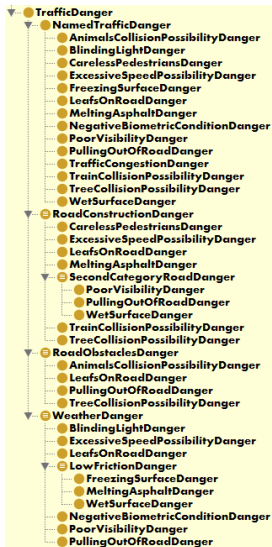 TrafficDanger
NamedTrafficDanger
AnimalsCollisionPossibilityDanger
BlindingLightDanger
CarelessPedestriansDanger
ExcessiveSpeedPossibilityDanger
FreezingSurfaceDanger
LeafsOnRoadDanger
MeltingAsphaltDanger
NegativeBiometricConditionDanger
PoorVisibilityDanger
PullingOutOfRoadDanger
TrafficCongestionDanger
TrainCollisionPossibilityDanger
TreeCollisionPossibilityDanger
WetSurfaceDanger
RoadConstructionDanger
CarelessPedestriansDanger
ExcessiveSpeedPossibilityDanger
LeafsOnRoadDanger
MeltingAsphaltDanger
SecondCategoryRoadDanger
PoorVisibilityDanger
PullingOutOfRoadDanger
WetSurfaceDanger
TrainCollisionPossibilityDanger
TreeCollisionPossibilityDanger
RoadObstaclesDanger
AnimalsCollisionPossibilityDanger
LeafsOnRoadDanger
PullingOutOfRoadDanger
TreeCollisionPossibilityDanger
WeatherDanger
BlindingLightDanger
ExcessiveSpeedPossibilityDanger
LeafsOnRoadDanger
LowFrictionDanger
FreezingSurfaceDanger
MeltingAsphaltDanger
WetSurfaceDanger
NegativeBiometricConditionDanger
PoorVisibilityDanger
PullingOutOfRoadDanger